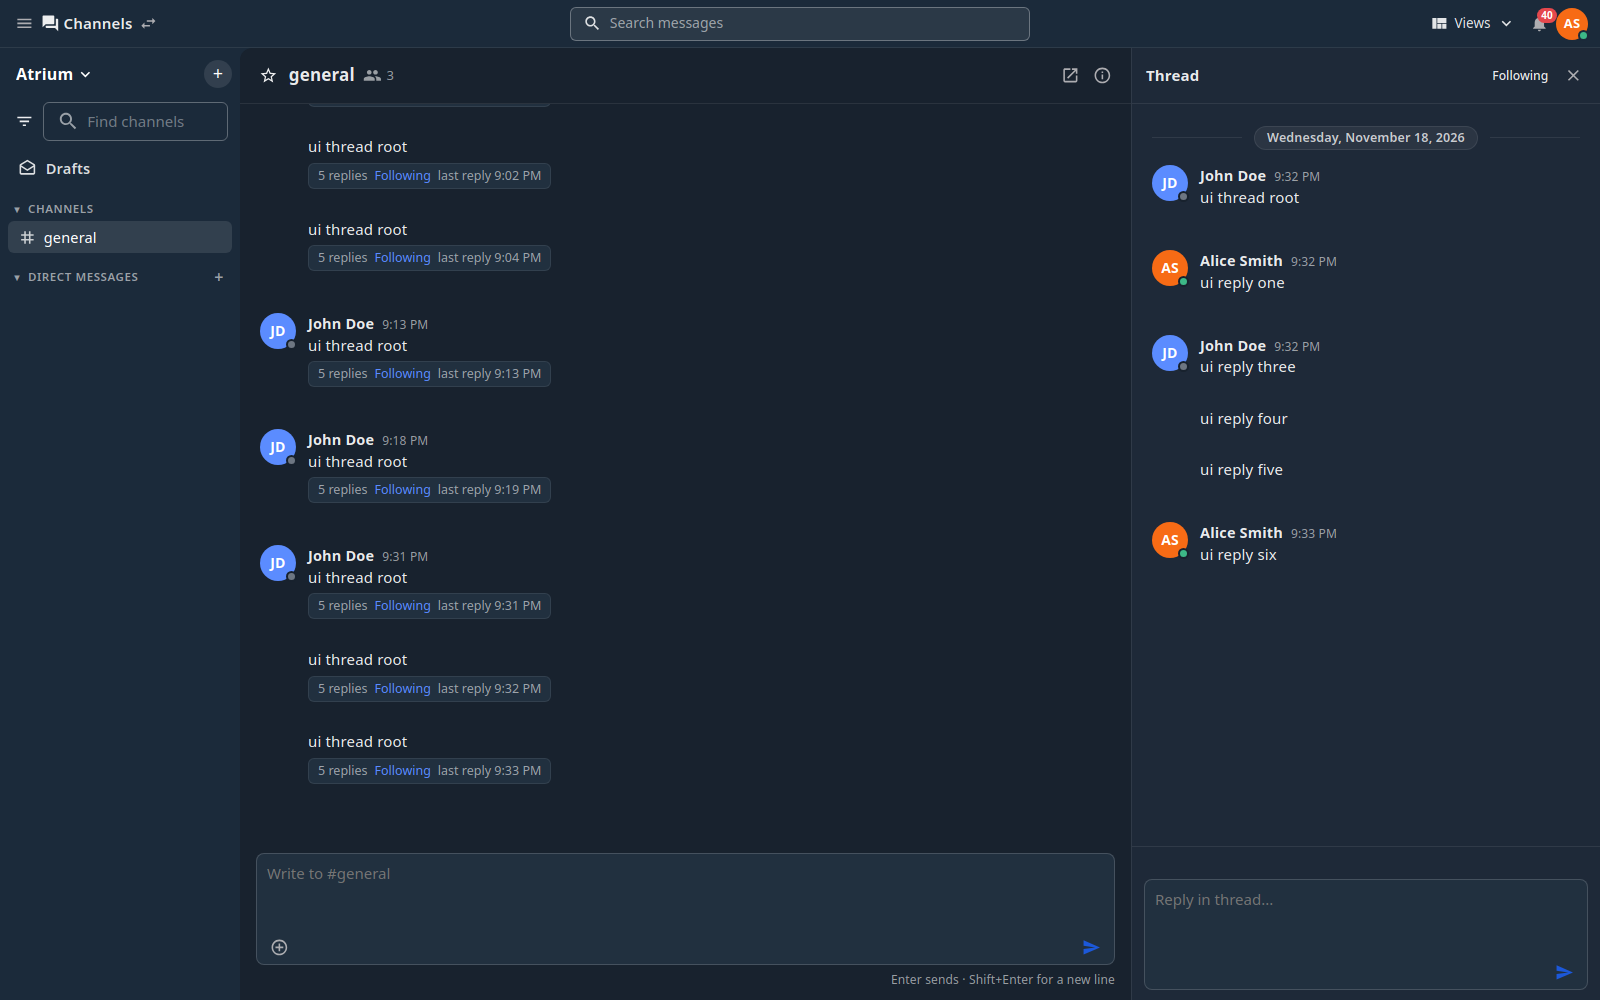 Channels
Search messages
Views
40
AS
Atrium
+
Find channels
Drafts
CHANNELS
general
DIRECT MESSAGES
+
general
3
ui thread root
5 replies Following last reply 9:02 PM
ui thread root
5 replies Following last reply 9:04 PM
JD
John Doe 9:13 PM
ui thread root
5 replies Following last reply 9:13 PM
JD
John Doe 9:18 PM
ui thread root
5 replies Following last reply 9:19 PM
JD
John Doe 9:31 PM
ui thread root
5 replies Following last reply 9:31 PM
ui thread root
5 replies Following last reply 9:32 PM
ui thread root
5 replies Following last reply 9:33 PM
Write to #general
Enter sends · Shift+Enter for a new line
Thread
Following
Wednesday, November 18, 2026
JD
John Doe 9:32 PM
ui thread root
AS
Alice Smith 9:32 PM
ui reply one
JD
John Doe 9:32 PM
ui reply three
ui reply four
ui reply five
AS
Alice Smith 9:33 PM
ui reply six
Reply in thread...